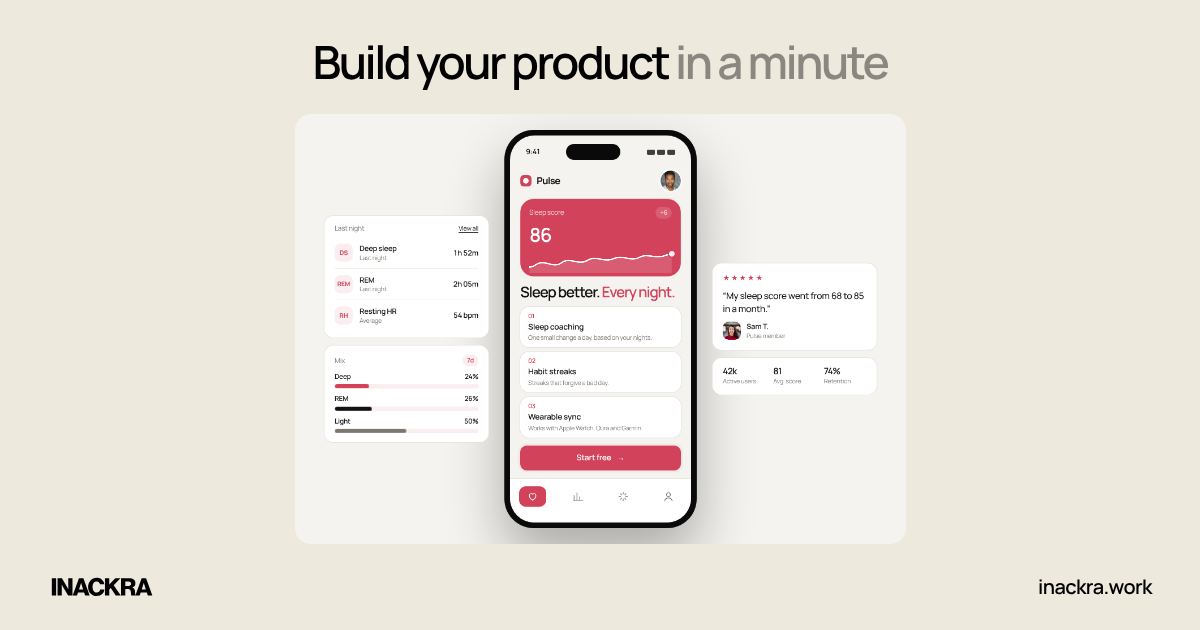 Build your product in a minute
Last night
View all
DS
Deep sleep
Last night
1h 52m
REM
REM
Last night
2h 05m
RH
Resting HR
Average
54 bpm
Mix
7d
Deep
24%
REM
26%
Light
50%
9:41
Pulse
Sleep score
+6
86
Sleep better. Every night.
01
Sleep coaching
One small change a day, based on your nights.
02
Habit streaks
Streaks that forgive a bad day.
03
Wearable sync
Works with Apple Watch, Oura and Garmin.
Start free →
★★★★★
“My sleep score went from 68 to 85
in a month.”
Sam T.
Pulse member
42k
Active users
81
Avg. score
74%
Retention
INACKRA
inackra.work